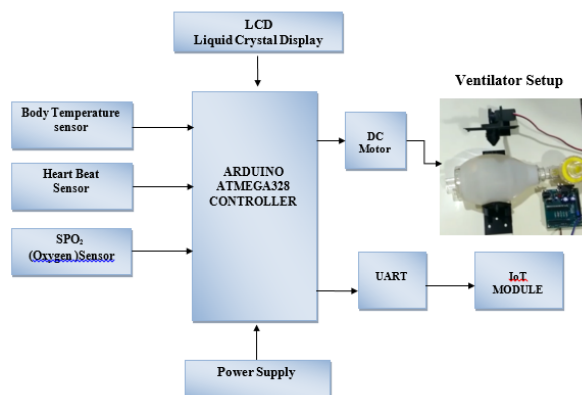 LCD
Liquid Crystal Display
Ventilator Setup
Body Temperature
sensor
Heart Beat
Sensor
SPO₂
(Oxygen )Sensor
ARDUINO
ATMEGA328
CONTROLLER
DC
Motor
UART
IoT
MODULE
Power Supply